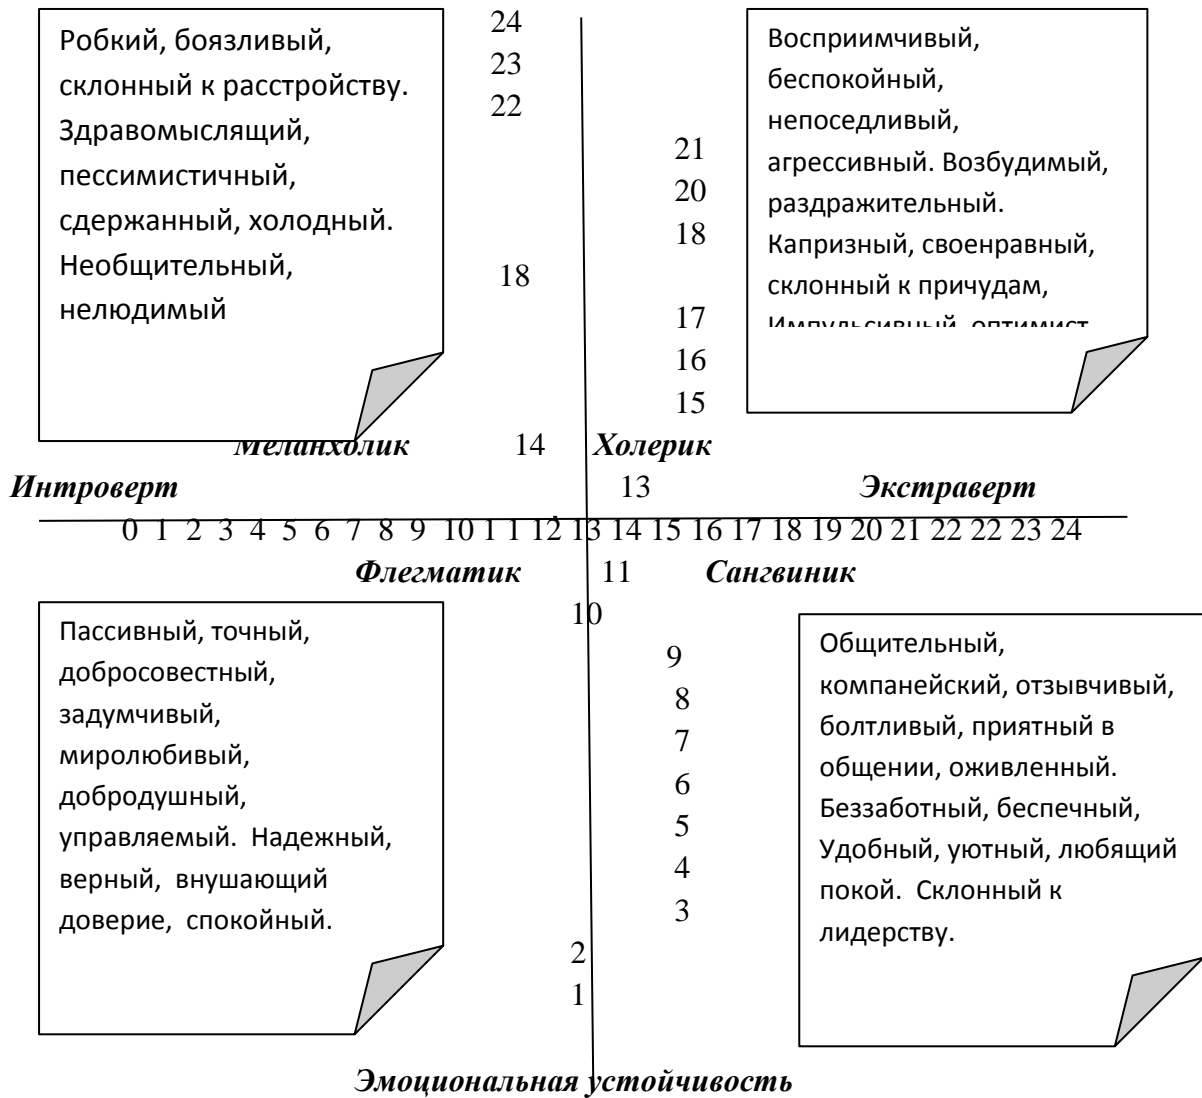 Робкий, боязливый,
склонный к расстройству.
Здравомыслящий,
пессимистичный,
сдержанный, холодный.
Необщительный,
нелюдимый
24
23
22
18
21
20
18
17
16
15
Восприимчивый,
беспокойный,
непоседливый,
агрессивный. Возбудимый,
раздражительный.
Капризный, своенравный,
склонный к причудам,
Импульсивный, оптимист
Меланхолик 14 Холерик
Интроверт 13 Экстраверт
0 1 2 3 4 5 6 7 8 9 10 1 1 12 13 14 15 16 17 18 19 20 21 22 22 23 24
Флегматик 11 Сангвиник
10
9
8
7
6
5
4
3
2
1
Пассивный, точный,
добросовестный,
задумчивый,
миролюбивый,
добродушный,
управляемый. Надежный,
верный, внушающий
доверие, спокойный.
Общительный,
компанейский, отзывчивый,
болтливый, приятный в
общении, оживленный.
Беззаботный, беспечный,
Удобный, уютный, любящий
покой. Склонный к
лидерству.
Эмоциональная устойчивость